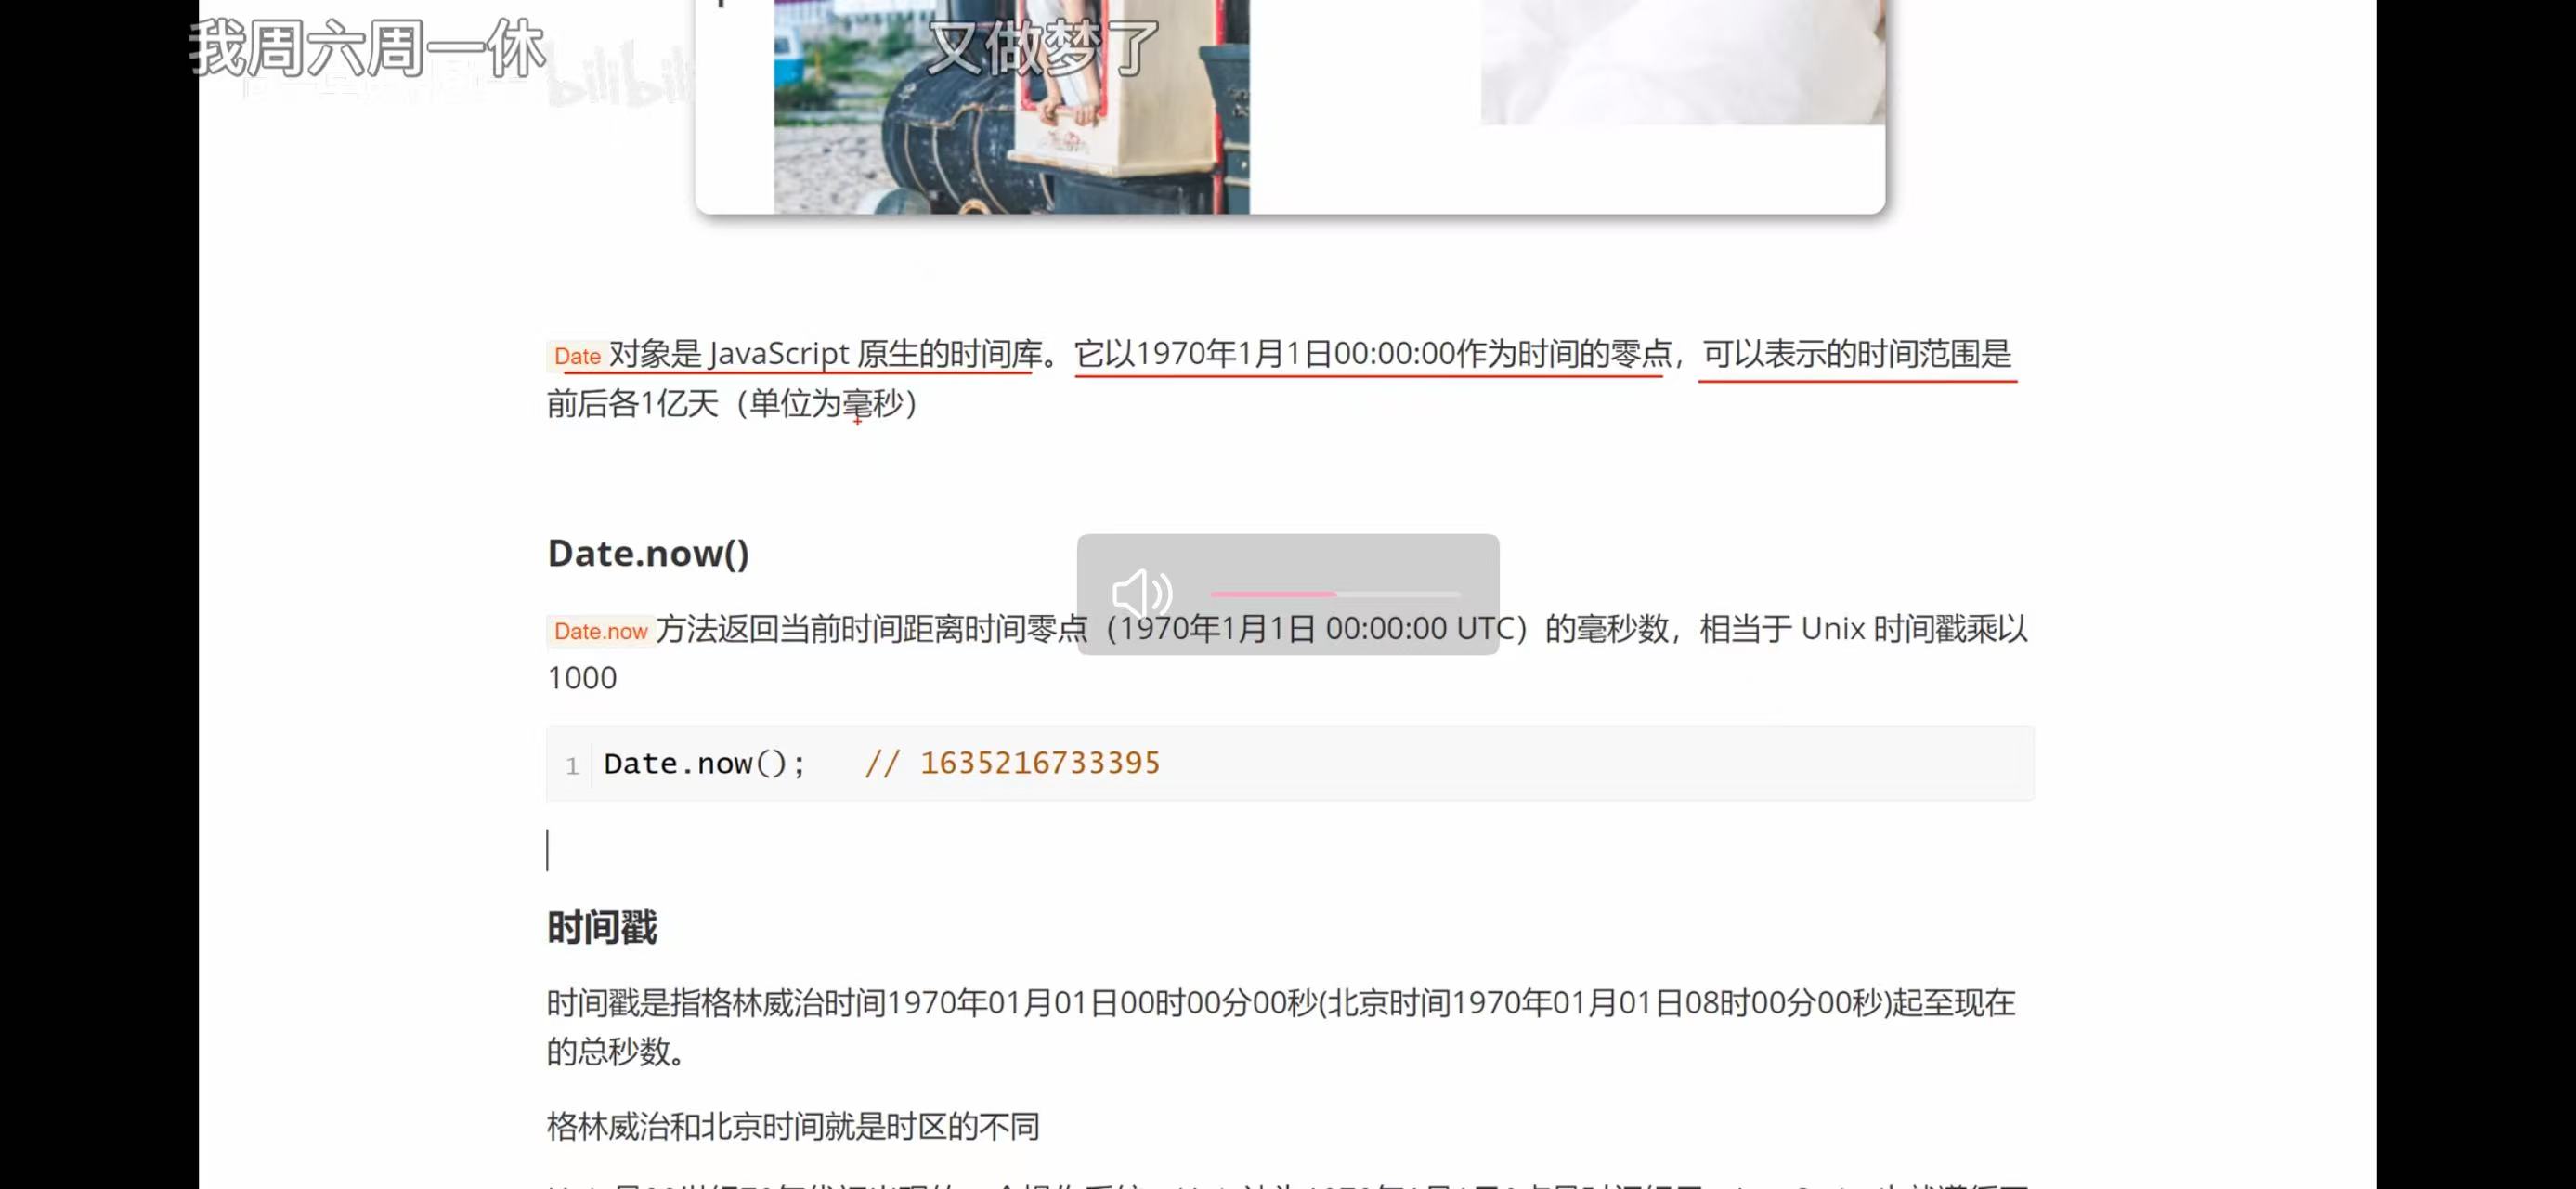 我周六周一休
又做梦了
bilibili
Date 对象是 JavaScript 原生的时间库。它以1970年1月1日00:00:00作为时间的零点，可以表示的时间范围是
前后各1亿天（单位为毫秒）
Date.now()
Date.now 方法返回当前时间距离时间零点（1970年1月1日 00:00:00 UTC）的毫秒数，相当于 Unix 时间戳乘以
1000
1 Date.now(); // 1635216733395
时间戳
时间戳是指格林威治时间1970年01月01日00时00分00秒(北京时间1970年01月01日08时00分00秒)起至现在
的总秒数。
格林威治和北京时间就是时区的不同